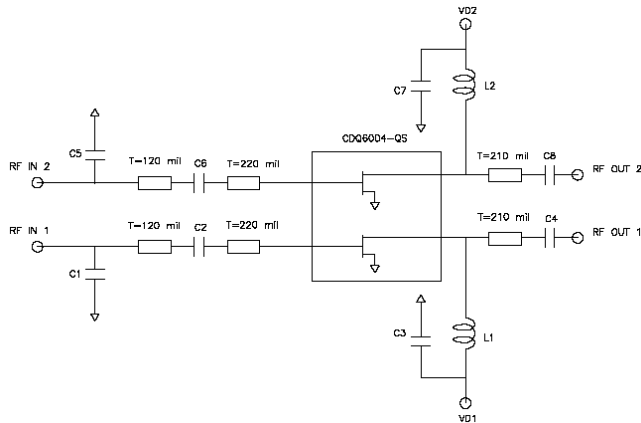 VD2
C7
L2
CDQ6004-QS
C5
T=120 mil
C6
T=220 mil
T=210 mil
C8
RF IN 2
RF OUT 2
RF IN 1
T=120 mil
C2
T=220 mil
T=210 mil
C4
RF OUT 1
C1
C3
L1
VD1